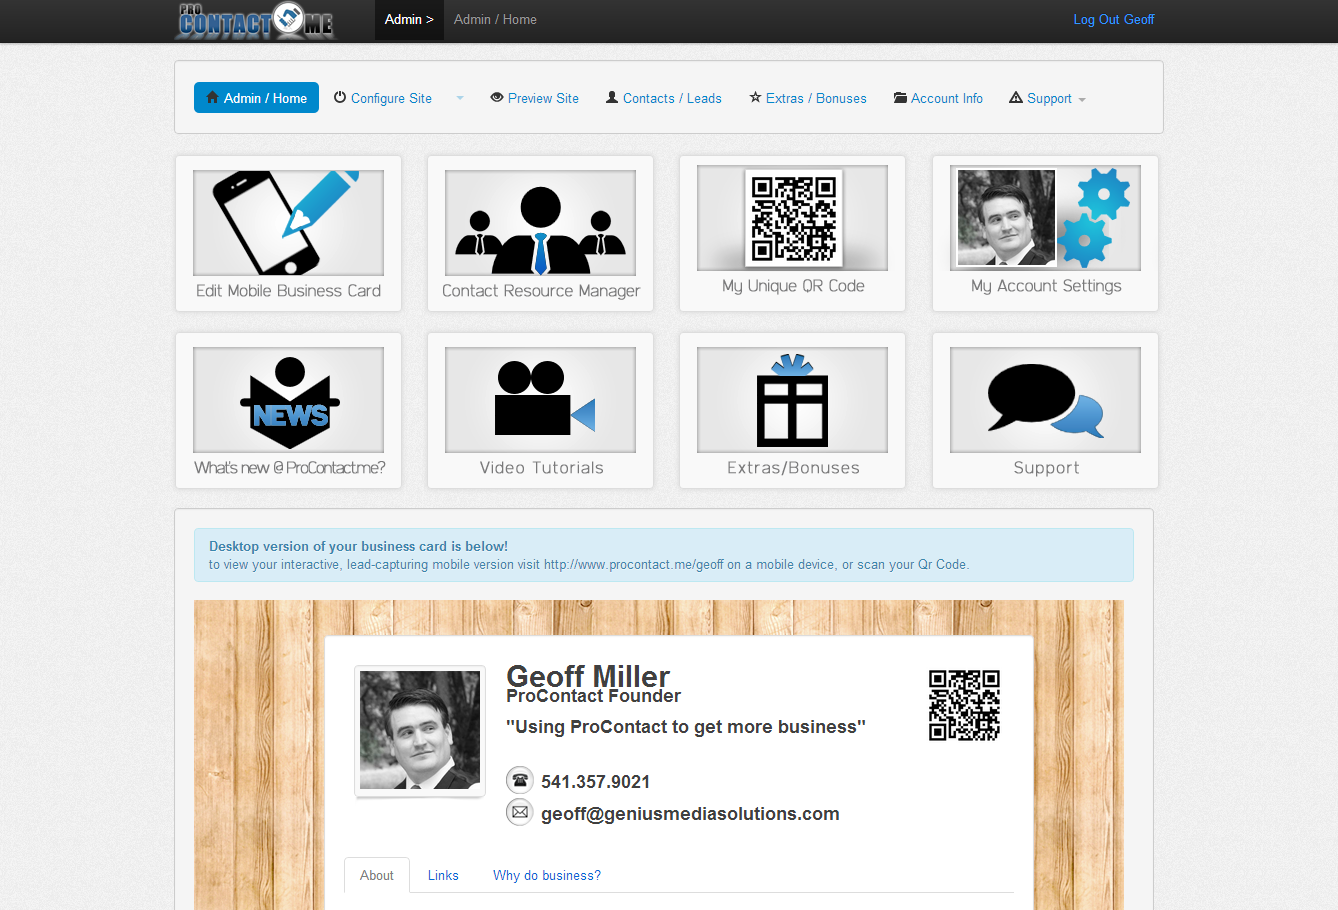 PRO
CONTACT ME
Admin >
Admin / Home
Log Out Geoff
Admin / Home
Configure Site
Preview Site
Contacts / Leads
Extras / Bonuses
Account Info
Support
Edit Mobile Business Card
Contact Resource Manager
My Unique QR Code
My Account Settings
NEWS
What's new @ ProContact.me?
Video Tutorials
Extras/Bonuses
Support
Desktop version of your business card is below!
to view your interactive, lead-capturing mobile version visit http://www.procontact.me/geoff on a mobile device, or scan your Qr Code.
Geoff Miller
ProContact Founder
"Using ProContact to get more business"
541.357.9021
geoff@geniusmediasolutions.com
About
Links
Why do business?